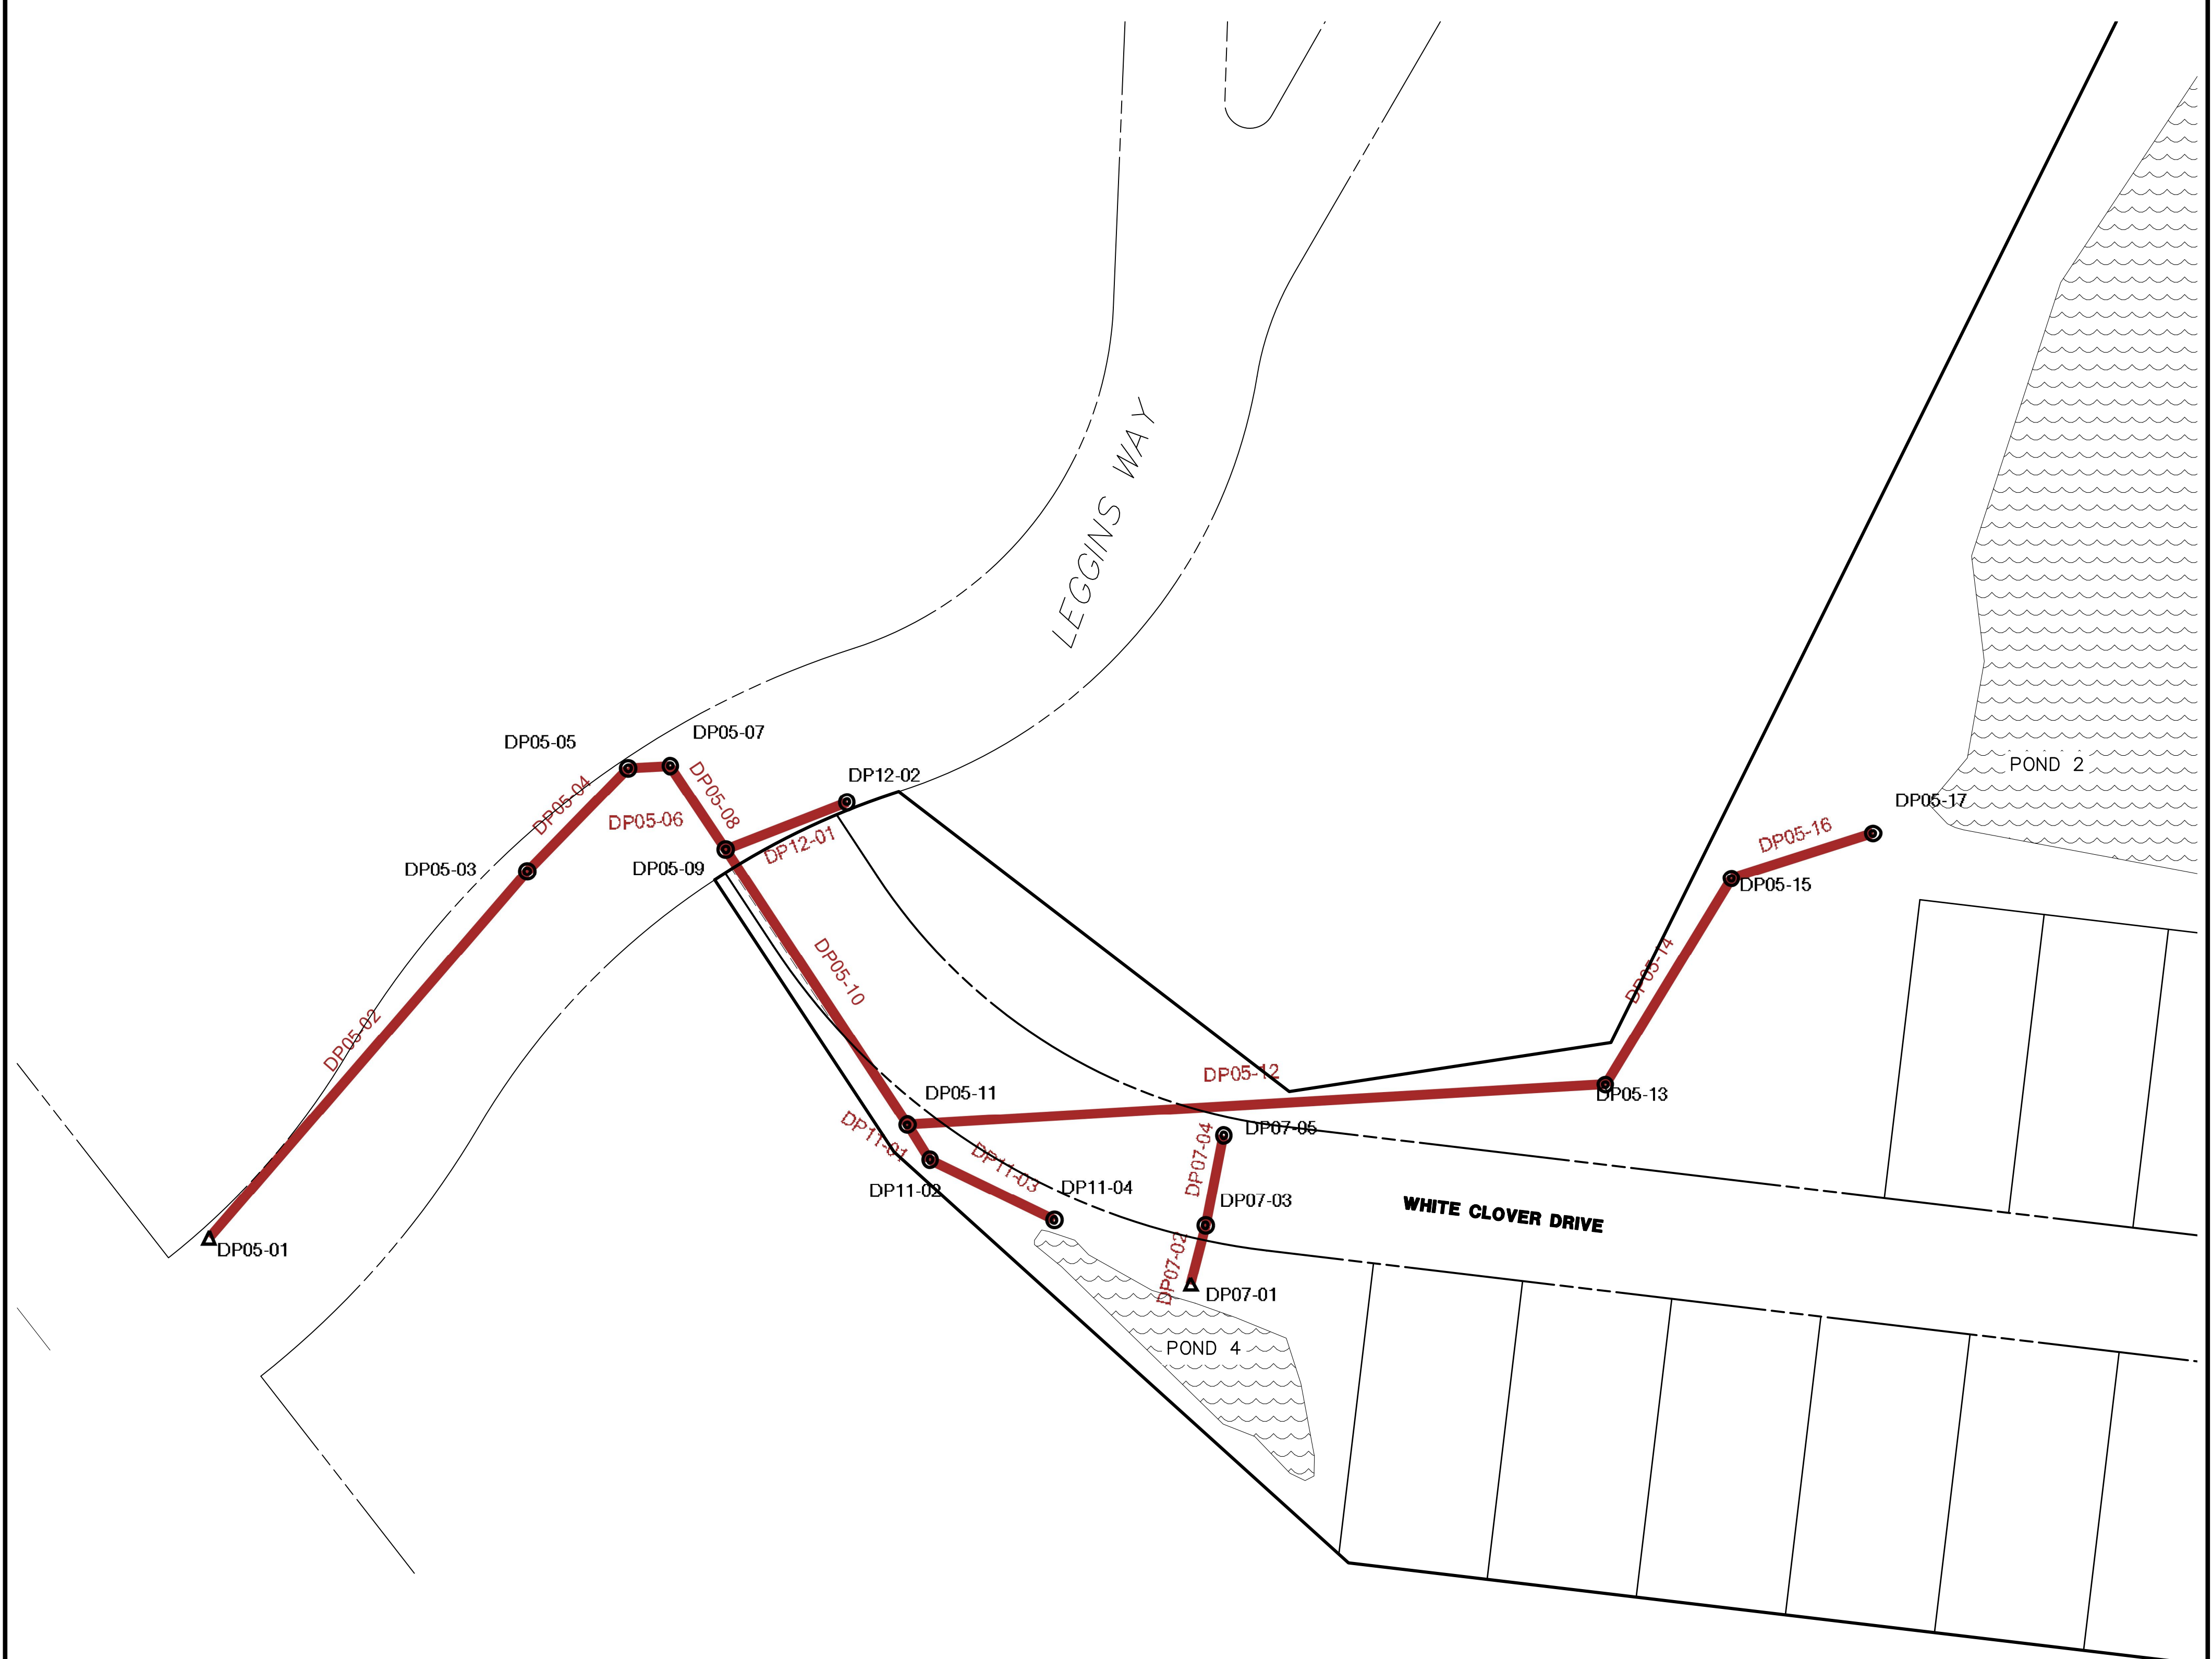 LEGGINS WAY
DP05-05
DP05-07
DP05-04
DP05-08
DP12-02
DP05-06
DP12-01
DP05-03
DP05-09
POND 2
DP05-17
DP05-16
DP05-15
DP05-10
DP05-14
DP05-02
DP05-12
DP05-11
DP05-13
DP11-01
DP11-03
DP07-04
DP07-05
DP11-02
DP11-04
DP07-03
WHITE CLOVER DRIVE
DP05-01
DP07-02
DP07-01
POND 4